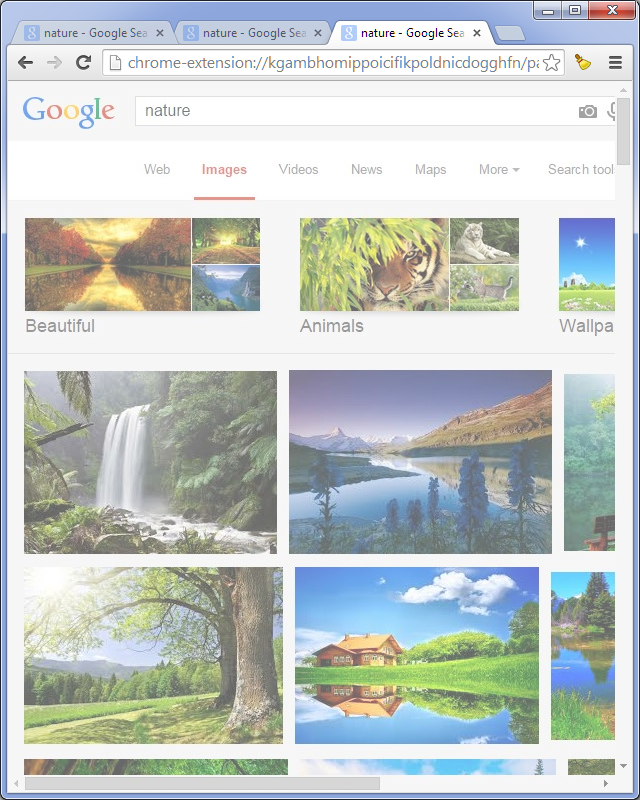 nature - Google Sea
nature - Google Sea
nature - Google Sea
chrome-extension://kgambhomippoicifikpoldnicdogghfn/pa
Google
nature
Web Images Videos News Maps More Search tool
Beautiful Animals Wallpa